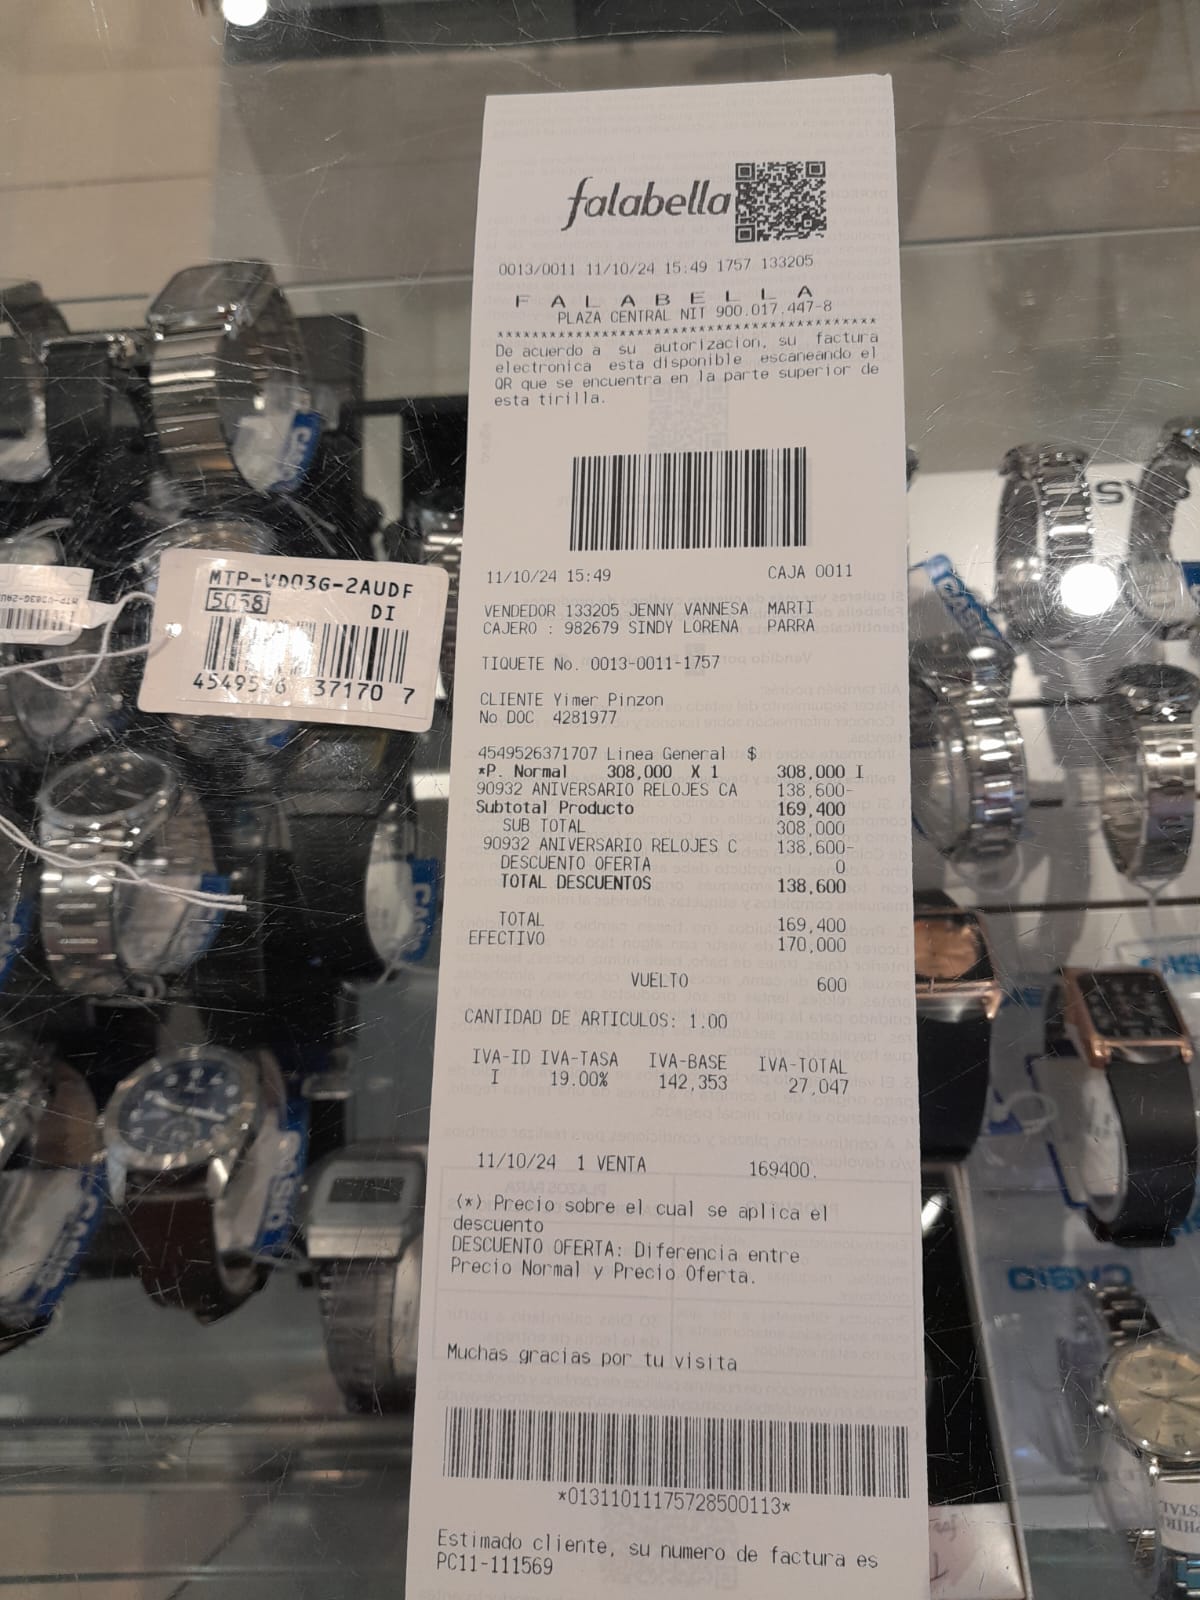 falabella
0013/0011 11/10/24 15:49 1757 133205
F A L A B E L L A
PLAZA CENTRAL NIT 900.017.447-8
*******************************************
De acuerdo a su autorizacion, su factura
electronica esta disponible escaneando el
QR que se encuentra en la parte superior de
esta tirilla.
11/10/24 15:49 CAJA 0011
VENDEDOR 133205 JENNY VANNESA MARTI
CAJERO : 982679 SINDY LORENA PARRA
TIQUETE No. 0013-0011-1757
CLIENTE Yimer Pinzon
No DOC 4281977
4549526371707 Linea General $
*P. Normal 308,000 X 1 308,000 I
90932 ANIVERSARIO RELOJES CA 138,600-
Subtotal Producto 169,400
SUB TOTAL 308,000
90932 ANIVERSARIO RELOJES C 138,600-
DESCUENTO OFERTA 0
TOTAL DESCUENTOS 138,600
TOTAL 169,400
EFECTIVO 170,000
VUELTO 600
CANTIDAD DE ARTICULOS: 1.00
IVA-ID IVA-TASA IVA-BASE IVA-TOTAL
I 19.00% 142,353 27,047
11/10/24 1 VENTA 169400.
(*) Precio sobre el cual se aplica el
descuento
DESCUENTO OFERTA: Diferencia entre
Precio Normal y Precio Oferta.
Muchas gracias por tu visita
*01311011175728500113*
Estimado cliente, su numero de factura es
PC11-111569
MTP-VD03G-2AUDF
5058 DI
37170 7
CASIO
CASIO
CASIO
CASIO